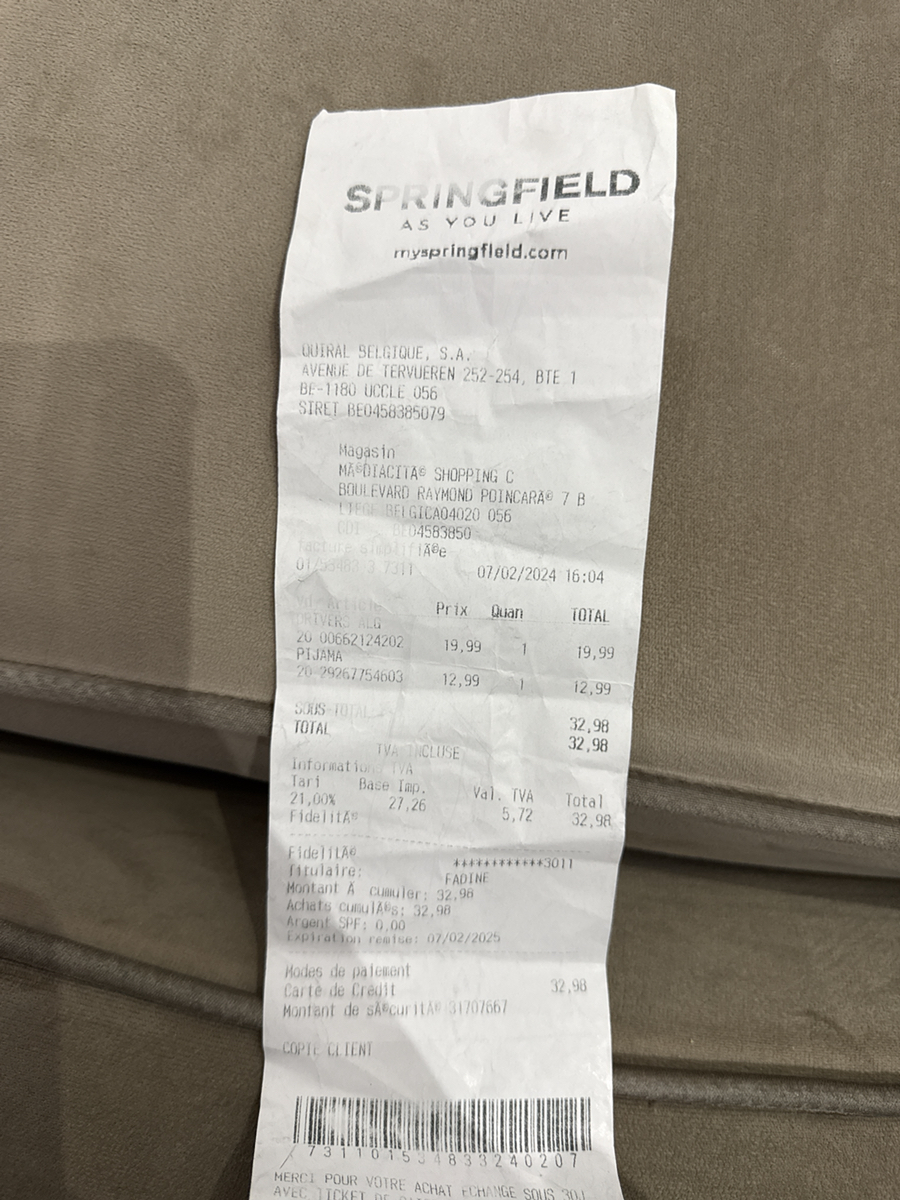 SPRINGFIELD
AS YOU LIVE
myspringfield.com
QUIRAL BELGIQUE, S.A.
AVENUE DE TERVUEREN 252-254, BTE 1
BE-1180 UCCLE 056
SIRET BE0458385079
Magasin
MÃ©DIACITÃ© SHOPPING C
BOULEVARD RAYMOND POINCARÃ© 7 B
LIEGE BELGICA04020 056
CDI BE04583850
Facture simplifiÃ©e
07/02/2024 16:04
Prix Quan TOTAL
DRIVERS ALG
20 00662124202 19,99 1 19,99
PIJAMA
20 29267754603 12,99 1 12,99
SOUS-TOTAL 32,98
TOTAL 32,98
TVA INCLUSE
Informations TVA
Tari Base Imp. Val. TVA Total
21,00% 27,26 5,72 32,98
FidelitÃ©
FidelitÃ© ************3011
Titulaire: FADINE
Montant Ã cumuler: 32,98
Achats cumulÃ©s: 32,98
Argent SPF: 0,00
Expiration remise: 07/02/2025
Modes de paiement
Carte de Credit 32,98
Montant de sÃ©curitÃ© 31707667
COPIE CLIENT
MERCI POUR VOTRE ACHAT ECHANGE SOUS 30J
AVEC TICKET DE